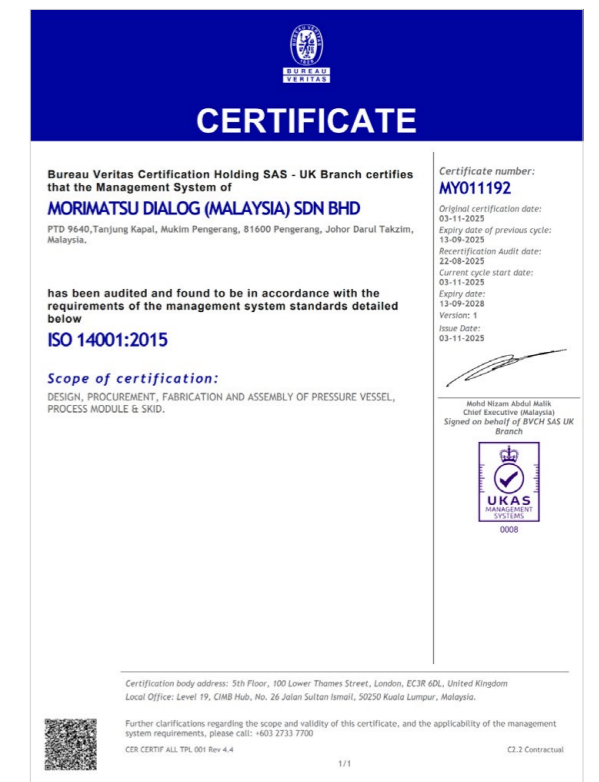 BUREAU
VERITAS
CERTIFICATE
Bureau Veritas Certification Holding SAS - UK Branch certifies
that the Management System of
MORIMATSU DIALOG (MALAYSIA) SDN BHD
PTD 9640,Tanjung Kapal, Mukim Pengerang, 81600 Pengerang, Johor Darul Takzim,
Malaysia.
has been audited and found to be in accordance with the
requirements of the management system standards detailed
below
ISO 14001:2015
Scope of certification:
DESIGN, PROCUREMENT, FABRICATION AND ASSEMBLY OF PRESSURE VESSEL,
PROCESS MODULE & SKID.
Certificate number:
MY011192
Original certification date:
03-11-2025
Expiry date of previous cycle:
13-09-2025
Recertification Audit date:
22-08-2025
Current cycle start date:
03-11-2025
Expiry date:
13-09-2028
Version: 1
Issue Date:
03-11-2025
Mohd Nizam Abdul Malik
Chief Executive (Malaysia)
Signed on behalf of BVCH SAS UK
Branch
UKAS
MANAGEMENT
SYSTEMS
0008
Certification body address: 5th Floor, 100 Lower Thames Street, London, EC3R 6DL, United Kingdom
Local Office: Level 19, CIMB Hub, No. 26 Jalan Sultan Ismail, 50250 Kuala Lumpur, Malaysia.
Further clarifications regarding the scope and validity of this certificate, and the applicability of the management
system requirements, please call: +603 2733 7700
CER CERTIF ALL TPL 001 Rev 4.4
C2.2 Contractual
1/1